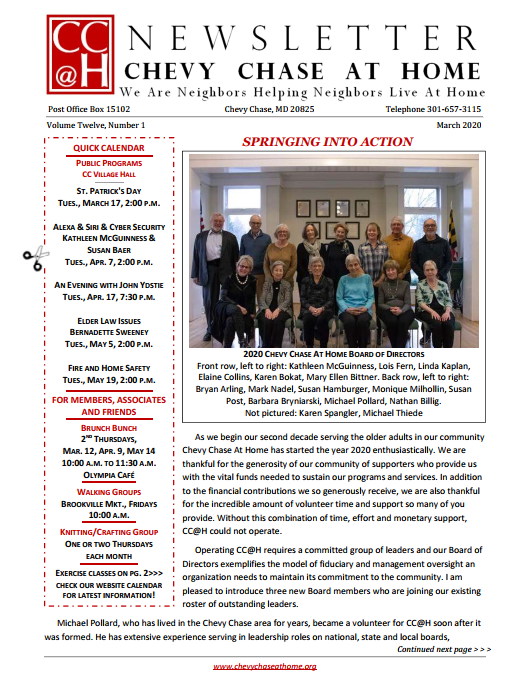 CC
@H
NEWSLETTER
CHEVY CHASE AT HOME
We Are Neighbors Helping Neighbors Live At Home
Post Office Box 15102 Chevy Chase, MD 20825 Telephone 301-657-3115
Volume Twelve, Number 1 March 2020
QUICK CALENDAR
PUBLIC PROGRAMS
CC VILLAGE HALL
ST. PATRICK'S DAY
TUES., MARCH 17, 2:00 P.M.
ALEXA & SIRI & CYBER SECURITY
KATHLEEN MCGUINNESS &
SUSAN BAER
TUES., APR. 7, 2:00 P.M.
AN EVENING WITH JOHN YDSTIE
TUES., APR. 17, 7:30 P.M.
ELDER LAW ISSUES
BERNADETTE SWEENEY
TUES., MAY 5, 2:00 P.M.
FIRE AND HOME SAFETY
TUES., MAY 19, 2:00 P.M.
FOR MEMBERS, ASSOCIATES
AND FRIENDS
BRUNCH BUNCH
2ND THURSDAYS,
MAR. 12, APR. 9, MAY 14
10:00 A.M. TO 11:30 A.M.
OLYMPIA CAFÉ
WALKING GROUPS
BROOKVILLE MKT., FRIDAYS
10:00 A.M.
KNITTING/CRAFTING GROUP
ONE OR TWO THURSDAYS
EACH MONTH
EXERCISE CLASSES ON PG. 2>>>
CHECK OUR WEBSITE CALENDAR
FOR LATEST INFORMATION!
SPRINGING INTO ACTION
2020 CHEVY CHASE AT HOME BOARD OF DIRECTORS
Front row, left to right: Kathleen McGuinness, Lois Fern, Linda Kaplan,
Elaine Collins, Karen Bokat, Mary Ellen Bittner. Back row, left to right:
Bryan Arling, Mark Nadel, Susan Hamburger, Monique Milhollin, Susan
Post, Barbara Bryniarski, Michael Pollard, Nathan Billig.
Not pictured: Karen Spangler, Michael Thiede
As we begin our second decade serving the older adults in our community
Chevy Chase At Home has started the year 2020 enthusiastically. We are
thankful for the generosity of our community of supporters who provide us
with the vital funds needed to sustain our programs and services. In addition
to the financial contributions we so generously receive, we are also thankful
for the incredible amount of volunteer time and support so many of you
provide. Without this combination of time, effort and monetary support,
CC@H could not operate.
Operating CC@H requires a committed group of leaders and our Board of
Directors exemplifies the model of fiduciary and management oversight an
organization needs to maintain its commitment to the community. I am
pleased to introduce three new Board members who are joining our existing
roster of outstanding leaders.
Michael Pollard, who has lived in the Chevy Chase area for years, became a volunteer for CC@H soon after it
was formed. He has extensive experience serving in leadership roles on national, state and local boards,
Continued next page > > >
www.chevychaseathome.org